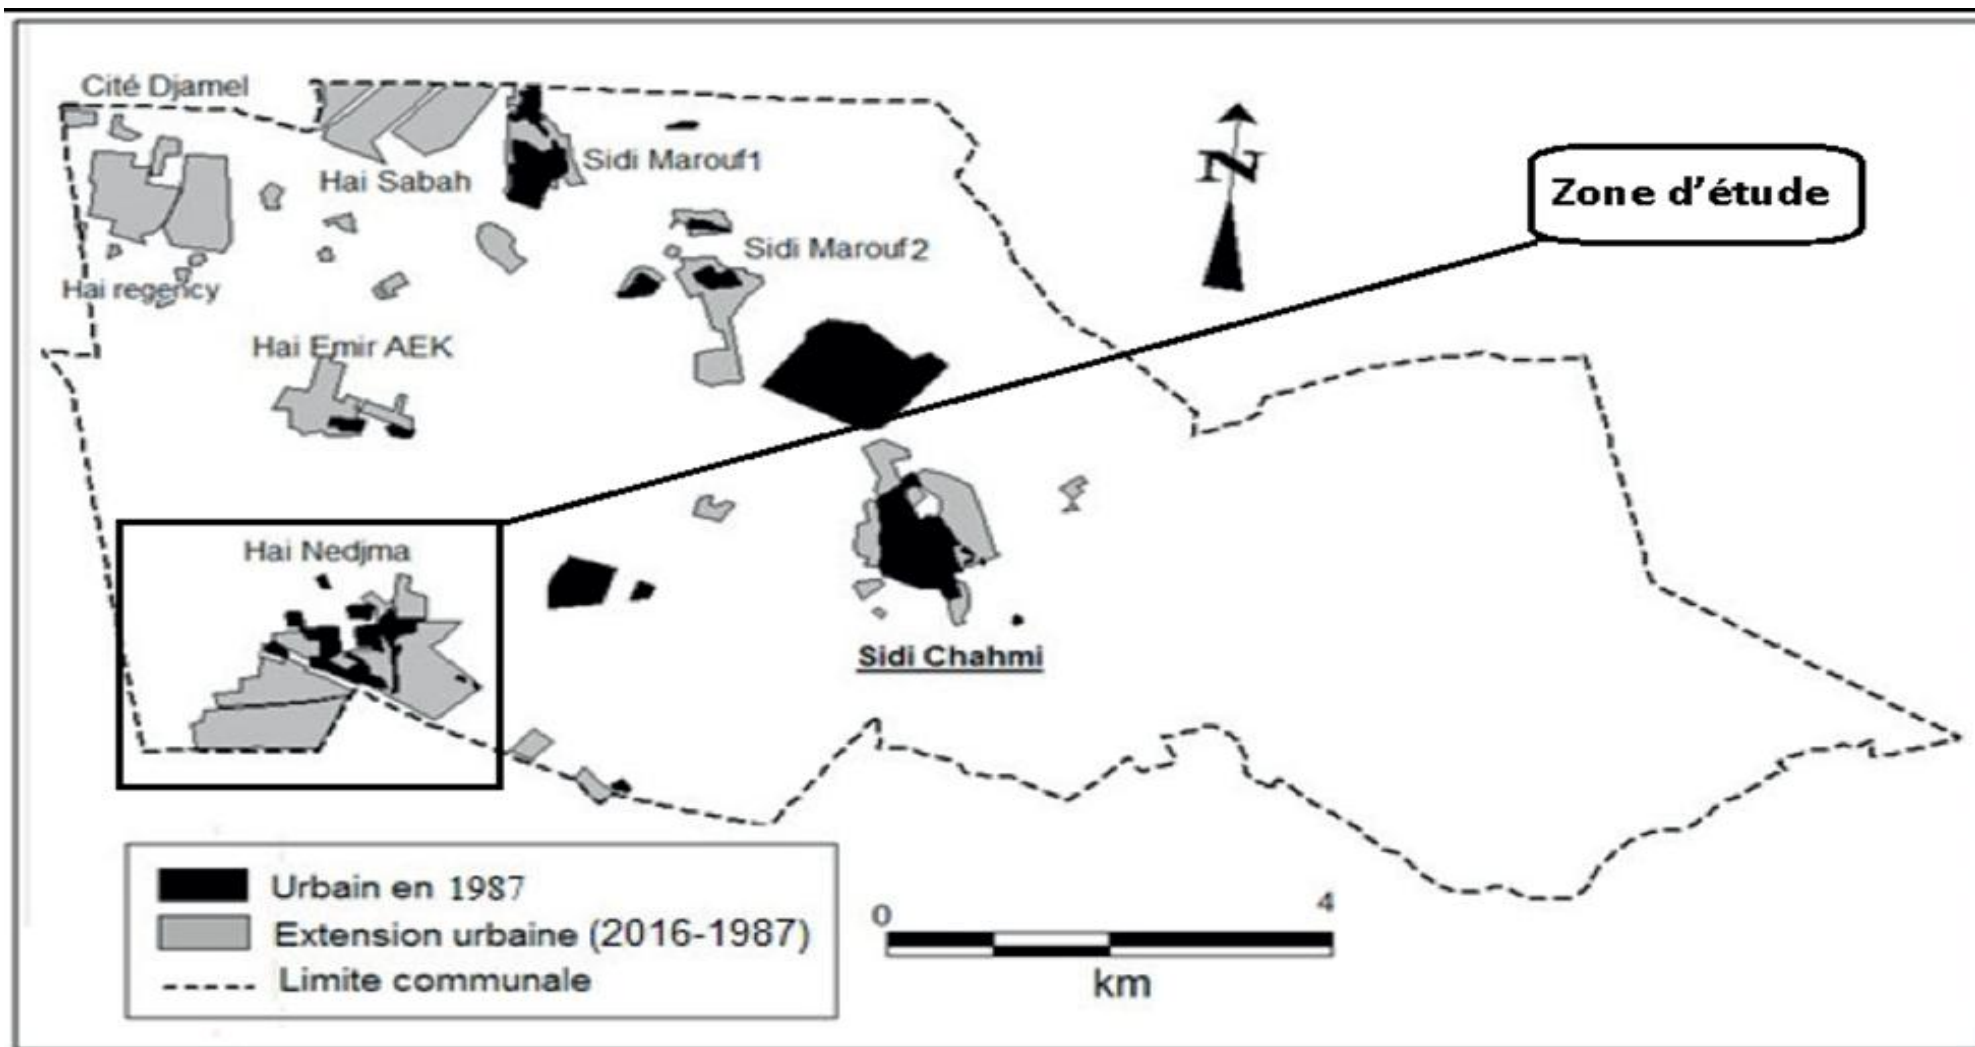 Cité Djamel
Sidi Marouf1
Hai Sabah
Zone d'étude
Sidi Marouf2
Hai regency
Hai Emir AEK
N
Hai Nedjma
Sidi Chahmi
Urbain en 1987
Extension urbaine (2016-1987)
Limite communale
0 4
km